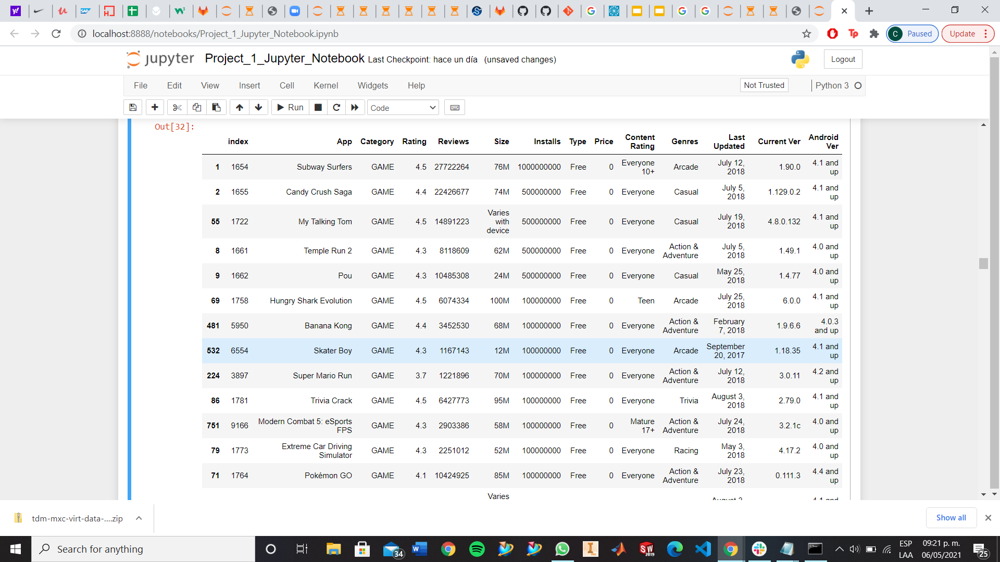 localhost:8888/notebooks/Project_1_Jupyter_Notebook.ipynb
C Paused
Update
jupyter Project_1_Jupyter_Notebook Last Checkpoint: hace un día (unsaved changes)
Logout
File Edit View Insert Cell Kernel Widgets Help
Not Trusted
Python 3
Run
Code
Out[32]:
index App Category Rating Reviews Size Installs Type Price Content Rating Genres Last Updated Current Ver Android Ver
1 1654 Subway Surfers GAME 4.5 27722264 76M 1000000000 Free 0 Everyone 10+ Arcade July 12, 2018 1.90.0 4.1 and up
2 1655 Candy Crush Saga GAME 4.4 22426677 74M 500000000 Free 0 Everyone Casual July 5, 2018 1.129.0.2 4.1 and up
55 1722 My Talking Tom GAME 4.5 14891223 Varies with device 500000000 Free 0 Everyone Casual July 19, 2018 4.8.0.132 4.1 and up
8 1661 Temple Run 2 GAME 4.3 8118609 62M 500000000 Free 0 Everyone Action & Adventure July 5, 2018 1.49.1 4.0 and up
9 1662 Pou GAME 4.3 10485308 24M 500000000 Free 0 Everyone Casual May 25, 2018 1.4.77 4.0 and up
69 1758 Hungry Shark Evolution GAME 4.5 6074334 100M 100000000 Free 0 Teen Arcade July 25, 2018 6.0.0 4.1 and up
481 5950 Banana Kong GAME 4.4 3452530 68M 100000000 Free 0 Everyone Action & Adventure February 7, 2018 1.9.6.6 4.0.3 and up
532 6554 Skater Boy GAME 4.3 1167143 12M 100000000 Free 0 Everyone Arcade September 20, 2017 1.18.35 4.1 and up
224 3897 Super Mario Run GAME 3.7 1221896 70M 100000000 Free 0 Everyone Action & Adventure July 12, 2018 3.0.11 4.2 and up
86 1781 Trivia Crack GAME 4.5 6427773 95M 100000000 Free 0 Everyone Trivia August 3, 2018 2.79.0 4.1 and up
751 9166 Modern Combat 5: eSports FPS GAME 4.3 2903386 58M 100000000 Free 0 Mature 17+ Action & Adventure July 24, 2018 3.2.1c 4.0 and up
79 1773 Extreme Car Driving Simulator GAME 4.3 2251012 52M 100000000 Free 0 Everyone Racing May 3, 2018 4.17.2 4.0 and up
71 1764 Pokémon GO GAME 4.1 10424925 85M 100000000 Free 0 Everyone Action & Adventure July 23, 2018 0.111.3 4.4 and up
Varies
tdm-mxc-virt-data-....zip
Show all
Search for anything
34
ESP
LAA
09:21 p. m.
06/05/2021
25